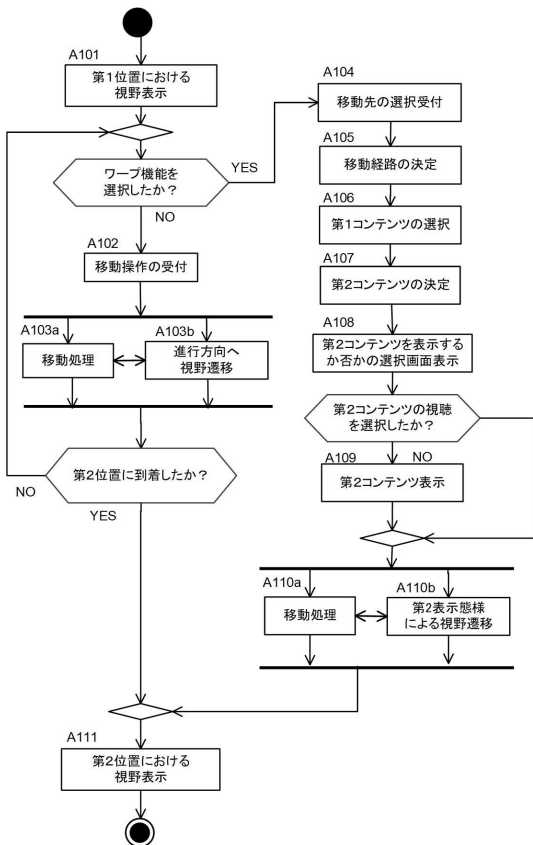 A101
第1位置における
視野表示
ワープ機能を
選択したか？
YES
NO
A102
移動操作の受付
A103a
移動処理
A103b
進行方向へ
視野遷移
第2位置に到着したか？
NO
YES
A104
移動先の選択受付
A105
移動経路の決定
A106
第1コンテンツの選択
A107
第2コンテンツの決定
A108
第2コンテンツを表示する
か否かの選択画面表示
第2コンテンツの視聴
を選択したか？
NO
A109
第2コンテンツ表示
A110a
移動処理
A110b
第2表示態様
による視野遷移
A111
第2位置における
視野表示